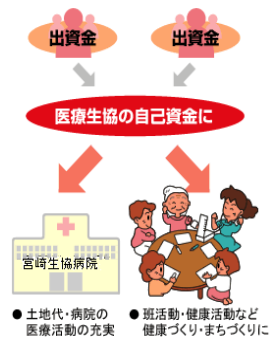 出資金 出資金
医療生協の自己資金に
宮崎生協病院
● 土地代・病院の
医療活動の充実
● 班活動・健康活動など
健康づくり・まちづくりに